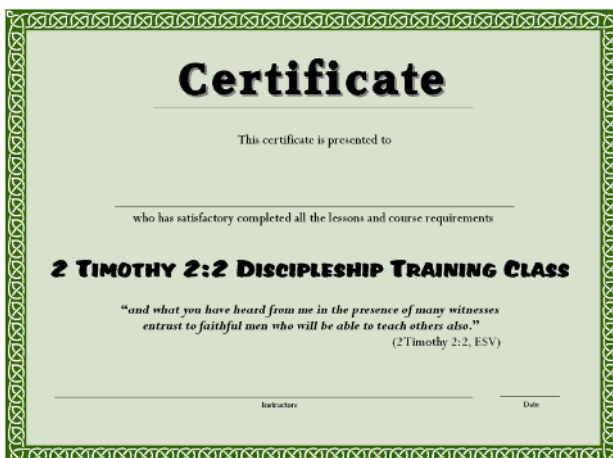 Certificate
This certificate is presented to
who has satisfactory completed all the lessons and course requirements
2 Timothy 2:2 Discipleship Training Class
“and what you have heard from me in the presence of many witnesses
entrust to faithful men who will be able to teach others also.”
(2Timothy 2:2, ESV)
Instructors
Date